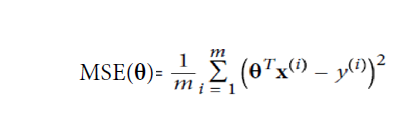 MSE(θ)= 1/m ∑_{i = 1}^{m} (θ^T x^{(i)} − y^{(i)})^2